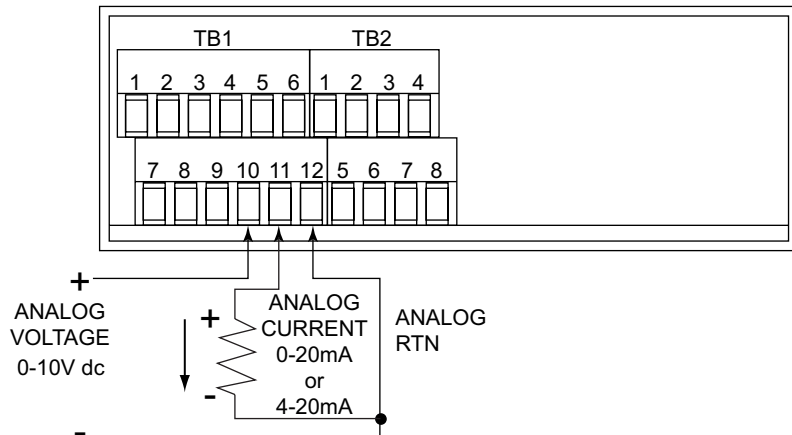 TB1 TB2
1 2 3 4 5 6 1 2 3 4
7 8 9 10 11 12 5 6 7 8
+
ANALOG
VOLTAGE
0-10V dc
-
+
-
ANALOG
CURRENT
0-20mA
or
4-20mA
ANALOG
RTN